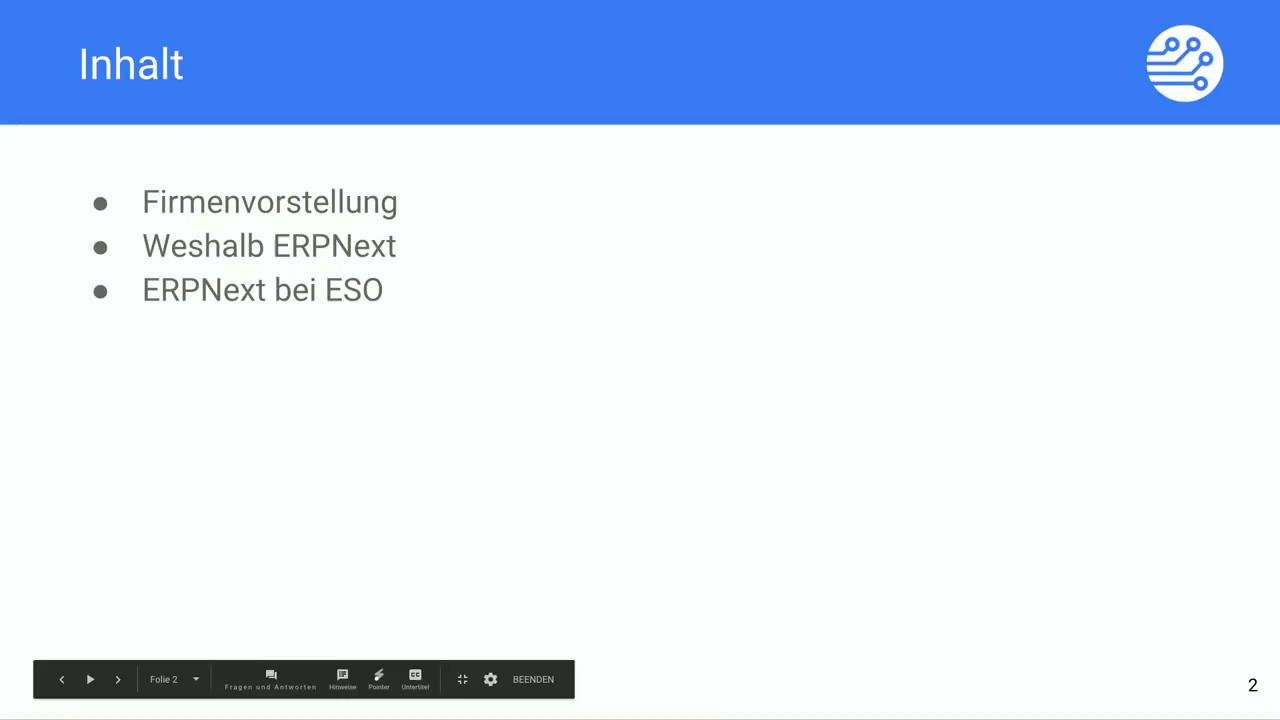 Inhalt
● Firmenvorstellung
● Weshalb ERPNext
● ERPNext bei ESO
Folie 2
Fragen und Antworten
Hinweise
Pointer
Untertitel
BEENDEN
2